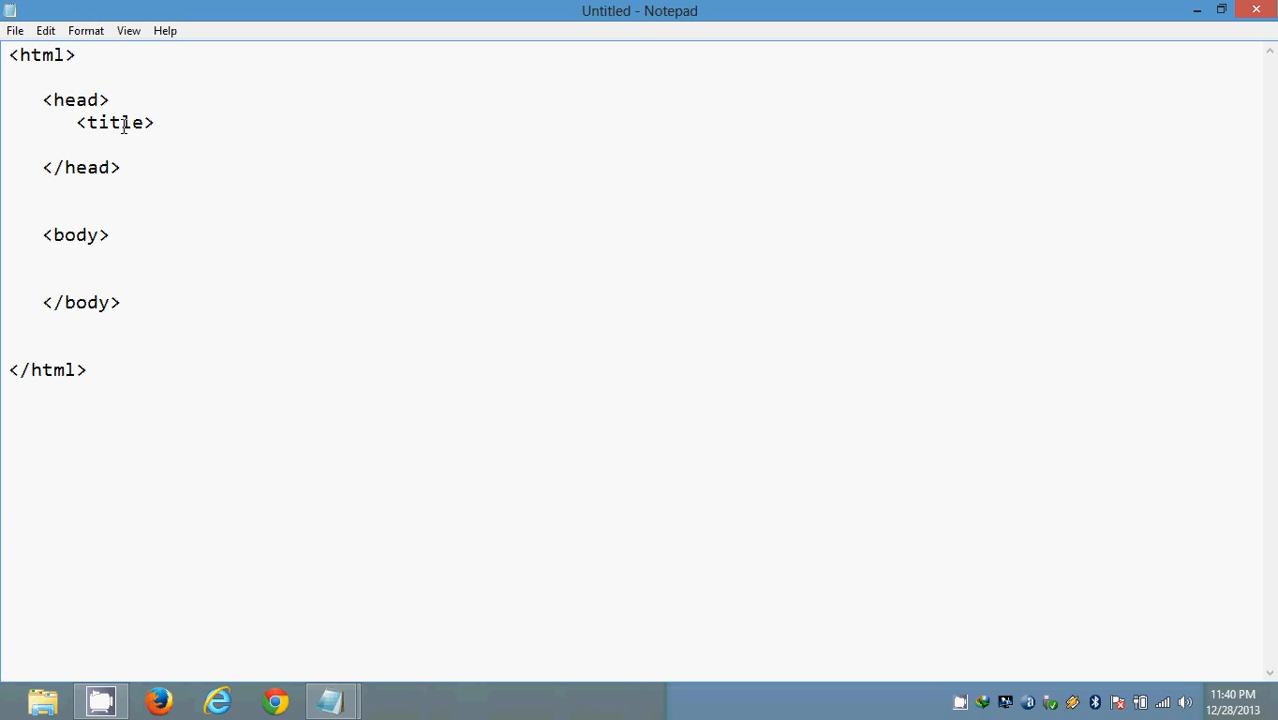 Untitled - Notepad
File Edit Format View Help
<html>
<head>
<title>
</head>
<body>
</body>
</html>
11:40 PM
12/28/2013